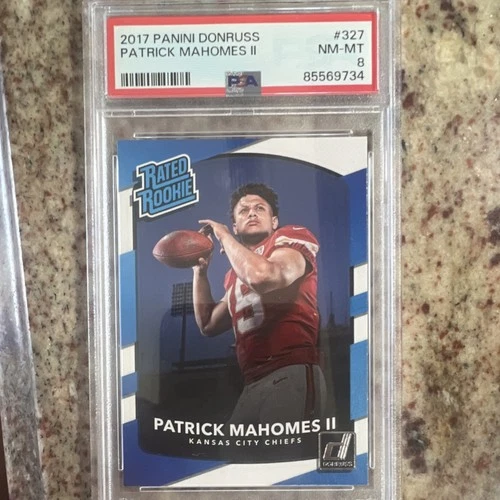 2017 PANINI DONRUSS #327
PATRICK MAHOMES II NM-MT
8
PSA 85569734
RATED
ROOKIE
PATRICK MAHOMES II
KANSAS CITY CHIEFS
DONRUSS